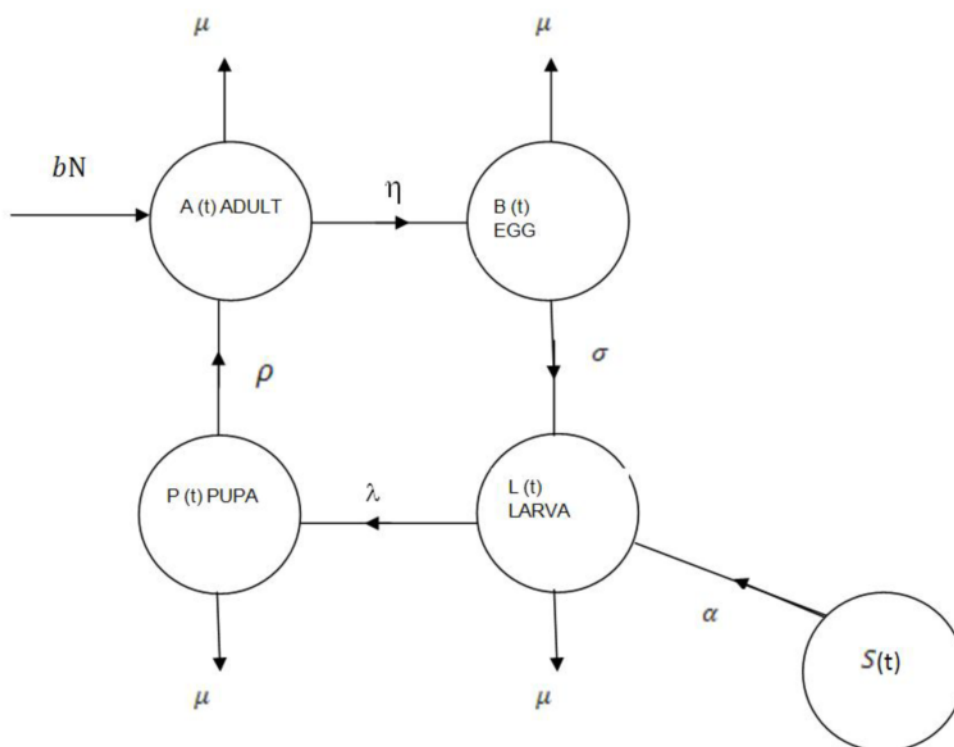 μ
μ
bN
A (t) ADULT
η
B (t)
EGG
ρ
σ
P (t) PUPA
λ
L (t)
LARVA
α
S(t)
μ
μ